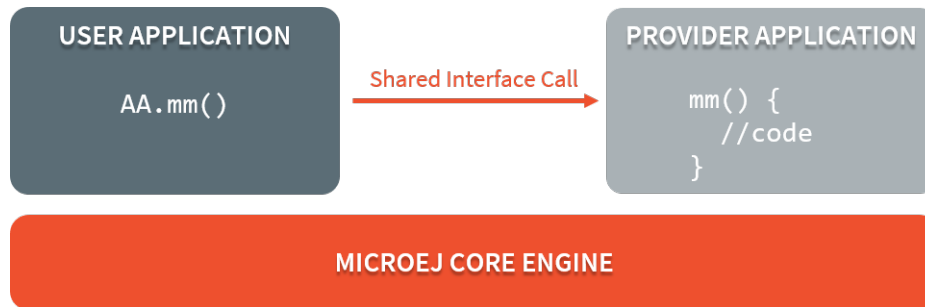 USER APPLICATION
AA.mm()
Shared Interface Call
PROVIDER APPLICATION
mm() {
//code
}
MICROEJ CORE ENGINE